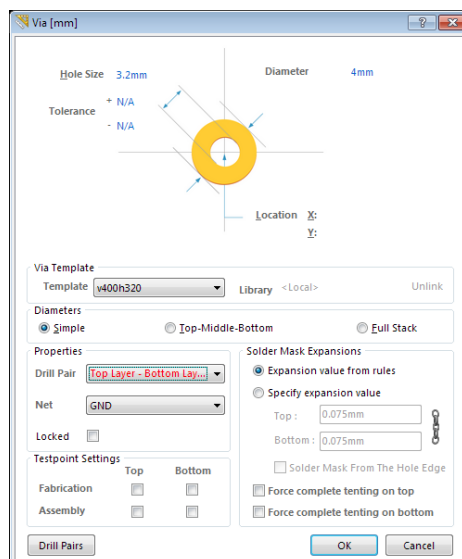 Via [mm]
Hole Size 3.2mm
Diameter 4mm
Tolerance + N/A
- N/A
Location X:
Y:
Via Template
Template v400h320 Library <Local> Unlink
Diameters
Simple Top-Middle-Bottom Full Stack
Properties
Drill Pair Top Layer - Bottom Lay...
Net GND
Locked
Solder Mask Expansions
Expansion value from rules
Specify expansion value
Top : 0.075mm
Bottom : 0.075mm
Solder Mask From The Hole Edge
Force complete tenting on top
Force complete tenting on bottom
Testpoint Settings
Top Bottom
Fabrication
Assembly
Drill Pairs OK Cancel